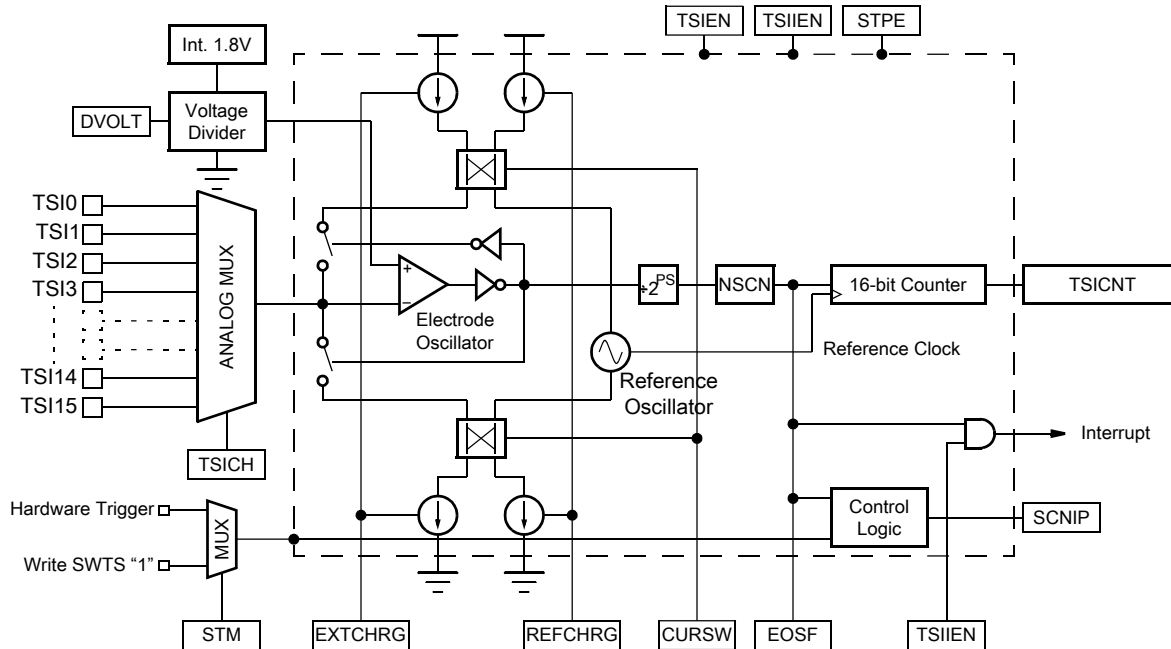 TSIEN
TSIIEN
STPE
Int. 1.8V
DVOLT
Voltage
Divider
TSI0
TSI1
TSI2
TSI3
TSI14
TSI15
ANALOG MUX
TSICH
+
−
Electrode
Oscillator
÷2PS
NSCN
16-bit Counter
TSICNT
Reference Clock
Reference
Oscillator
Interrupt
Hardware Trigger
Write SWTS “1”
MUX
Control
Logic
SCNIP
STM
EXTCHRG
REFCHRG
CURSW
EOSF
TSIIEN